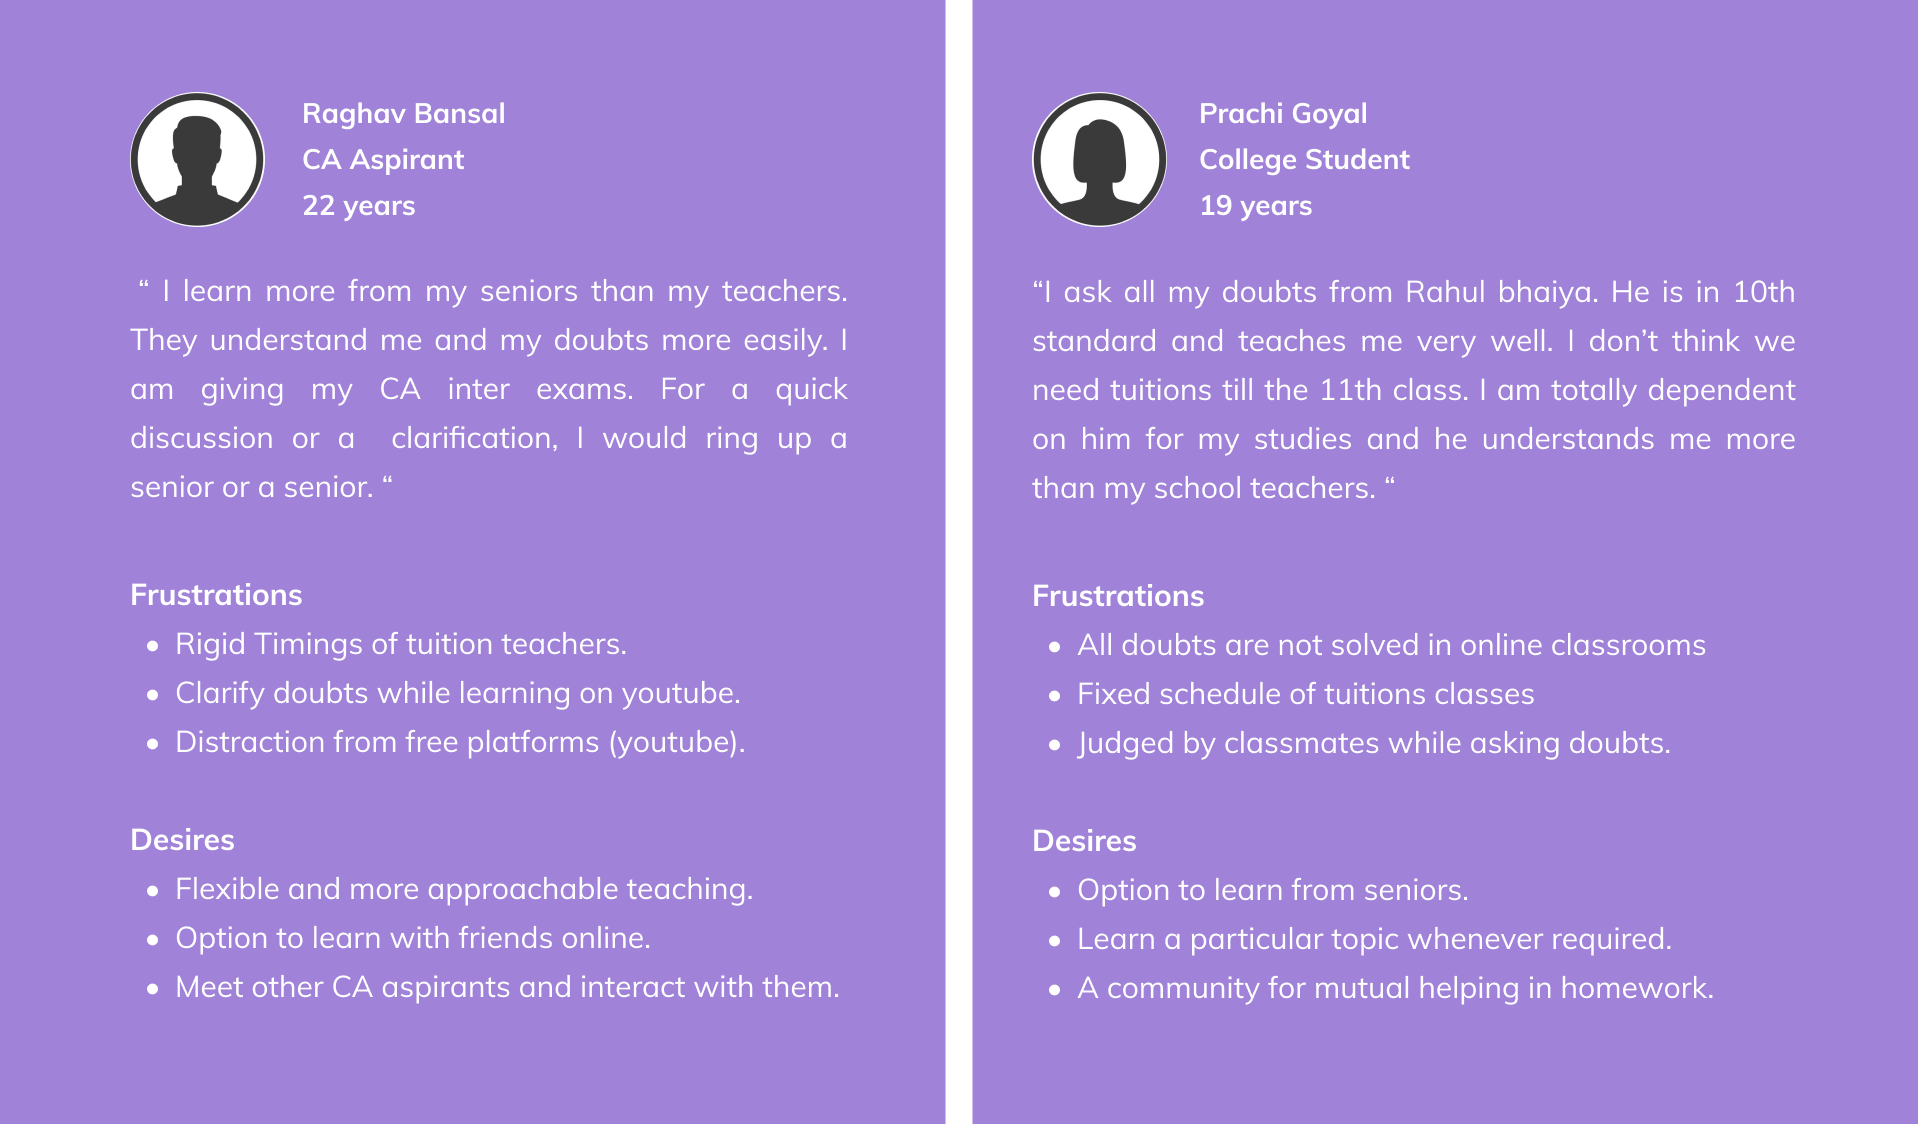 Raghav Bansal
CA Aspirant
22 years
“ I learn more from my seniors than my teachers.
They understand me and my doubts more easily. I
am giving my CA inter exams. For a quick
discussion or a clarification, I would ring up a
senior or a senior. “
Frustrations
• Rigid Timings of tuition teachers.
• Clarify doubts while learning on youtube.
• Distraction from free platforms (youtube).
Desires
• Flexible and more approachable teaching.
• Option to learn with friends online.
• Meet other CA aspirants and interact with them.
Prachi Goyal
College Student
19 years
“I ask all my doubts from Rahul bhaiya. He is in 10th
standard and teaches me very well. I don’t think we
need tuitions till the 11th class. I am totally dependent
on him for my studies and he understands me more
than my school teachers. “
Frustrations
• All doubts are not solved in online classrooms
• Fixed schedule of tuitions classes
• Judged by classmates while asking doubts.
Desires
• Option to learn from seniors.
• Learn a particular topic whenever required.
• A community for mutual helping in homework.